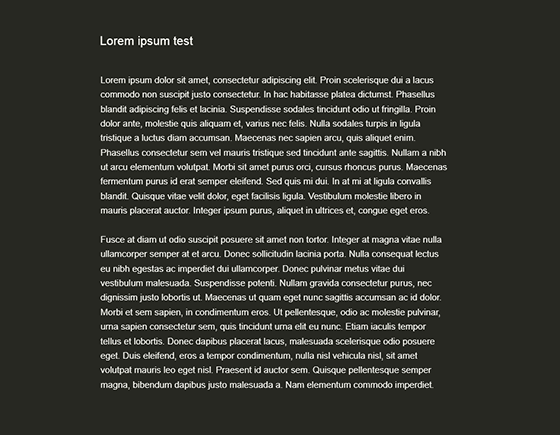 Lorem ipsum test
Lorem ipsum dolor sit amet, consectetur adipiscing elit. Proin scelerisque dui a lacus
commodo non suscipit justo consectetur. In hac habitasse platea dictumst. Phasellus
blandit adipiscing felis et lacinia. Suspendisse sodales tincidunt odio ut fringilla. Proin
dolor ante, molestie quis aliquam et, varius nec felis. Nulla sodales turpis in ligula
tristique a luctus diam accumsan. Maecenas nec sapien arcu, quis aliquet enim.
Phasellus consectetur sem vel mauris tristique sed tincidunt ante sagittis. Nullam a nibh
ut arcu elementum volutpat. Morbi sit amet purus orci, cursus rhoncus purus. Maecenas
fermentum purus id erat semper eleifend. Sed quis mi dui. In at mi at ligula convallis
blandit. Quisque vitae velit dolor, eget facilisis ligula. Vestibulum molestie libero in
mauris placerat auctor. Integer ipsum purus, aliquet in ultrices et, congue eget eros.
Fusce at diam ut odio suscipit posuere sit amet non tortor. Integer at magna vitae nulla
ullamcorper semper at et arcu. Donec sollicitudin lacinia porta. Nulla consequat lectus
eu nibh egestas ac imperdiet dui ullamcorper. Donec pulvinar metus vitae dui
vestibulum malesuada. Suspendisse potenti. Nullam gravida consectetur purus, nec
dignissim justo lobortis ut. Maecenas ut quam eget nunc sagittis accumsan ac id dolor.
Morbi et sem sapien, in condimentum eros. Ut pellentesque, odio ac molestie pulvinar,
urna sapien consectetur sem, quis tincidunt urna elit eu nunc. Etiam iaculis tempor
tellus et lobortis. Donec dapibus placerat lacus, malesuada scelerisque odio posuere
eget. Duis eleifend, eros a tempor condimentum, nulla nisl vehicula nisl, sit amet
volutpat mauris leo eget nisl. Praesent id auctor sem. Quisque pellentesque semper
magna, bibendum dapibus justo malesuada a. Nam elementum commodo imperdiet.